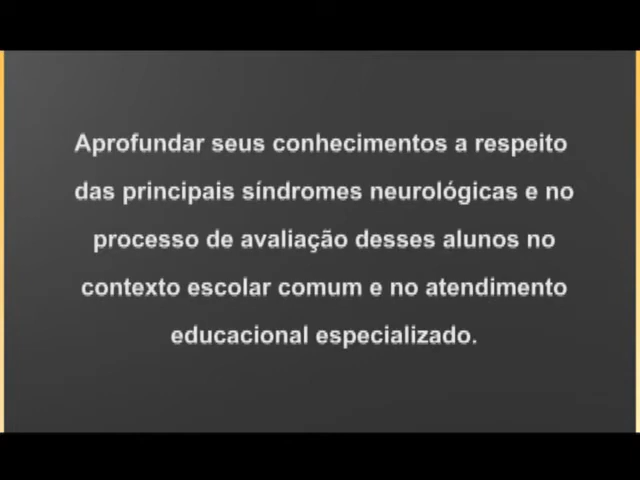 Aprofundar seus conhecimentos a respeito
das principais síndromes neurológicas e no
processo de avaliação desses alunos no
contexto escolar comum e no atendimento
educacional especializado.